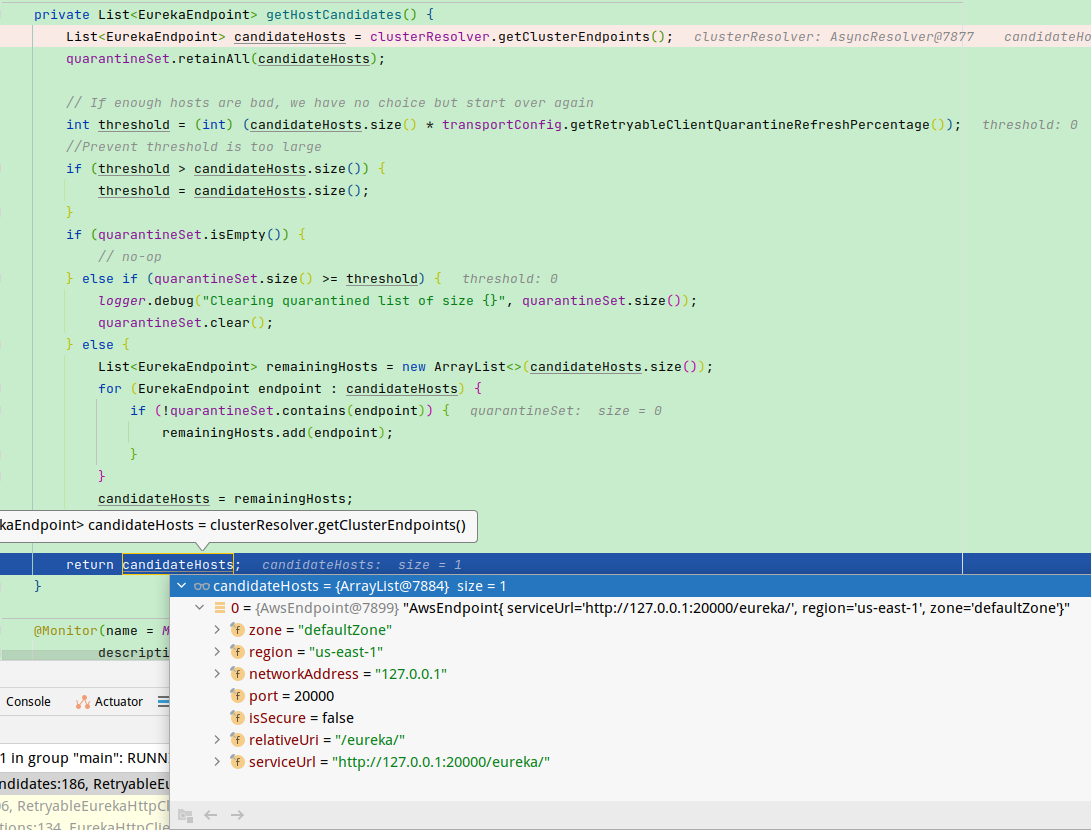 private List<EurekaEndpoint> getHostCandidates() {
List<EurekaEndpoint> candidateHosts = clusterResolver.getClusterEndpoints(); clusterResolver: AsyncResolver@7877 candidateHo
quarantineSet.retainAll(candidateHosts);
// If enough hosts are bad, we have no choice but start over again
int threshold = (int) (candidateHosts.size() * transportConfig.getRetryableClientQuarantineRefreshPercentage()); threshold: 0
//Prevent threshold is too large
if (threshold > candidateHosts.size()) {
threshold = candidateHosts.size();
}
if (quarantineSet.isEmpty()) {
// no-op
} else if (quarantineSet.size() >= threshold) { threshold: 0
logger.debug("Clearing quarantined list of size {}", quarantineSet.size());
quarantineSet.clear();
} else {
List<EurekaEndpoint> remainingHosts = new ArrayList<>(candidateHosts.size());
for (EurekaEndpoint endpoint : candidateHosts) {
if (!quarantineSet.contains(endpoint)) { quarantineSet: size = 0
remainingHosts.add(endpoint);
}
}
candidateHosts = remainingHosts;
kaEndpoint> candidateHosts = clusterResolver.getClusterEndpoints()
return candidateHosts; candidateHosts: size = 1
}
candidateHosts = {ArrayList@7884} size = 1
0 = {AwsEndpoint@7899} "AwsEndpoint{ serviceUrl='http://127.0.0.1:20000/eureka/', region='us-east-1', zone='defaultZone'}"
@Monitor(name = M
zone = "defaultZone"
descripti
region = "us-east-1"
networkAddress = "127.0.0.1"
Console Actuator
port = 20000
isSecure = false
relativeUri = "/eureka/"
1 in group "main": RUNN
serviceUrl = "http://127.0.0.1:20000/eureka/"
ndidates:186, RetryableEu
06, RetryableEurekaHttpCl
tions:134, EurekaHttpClie